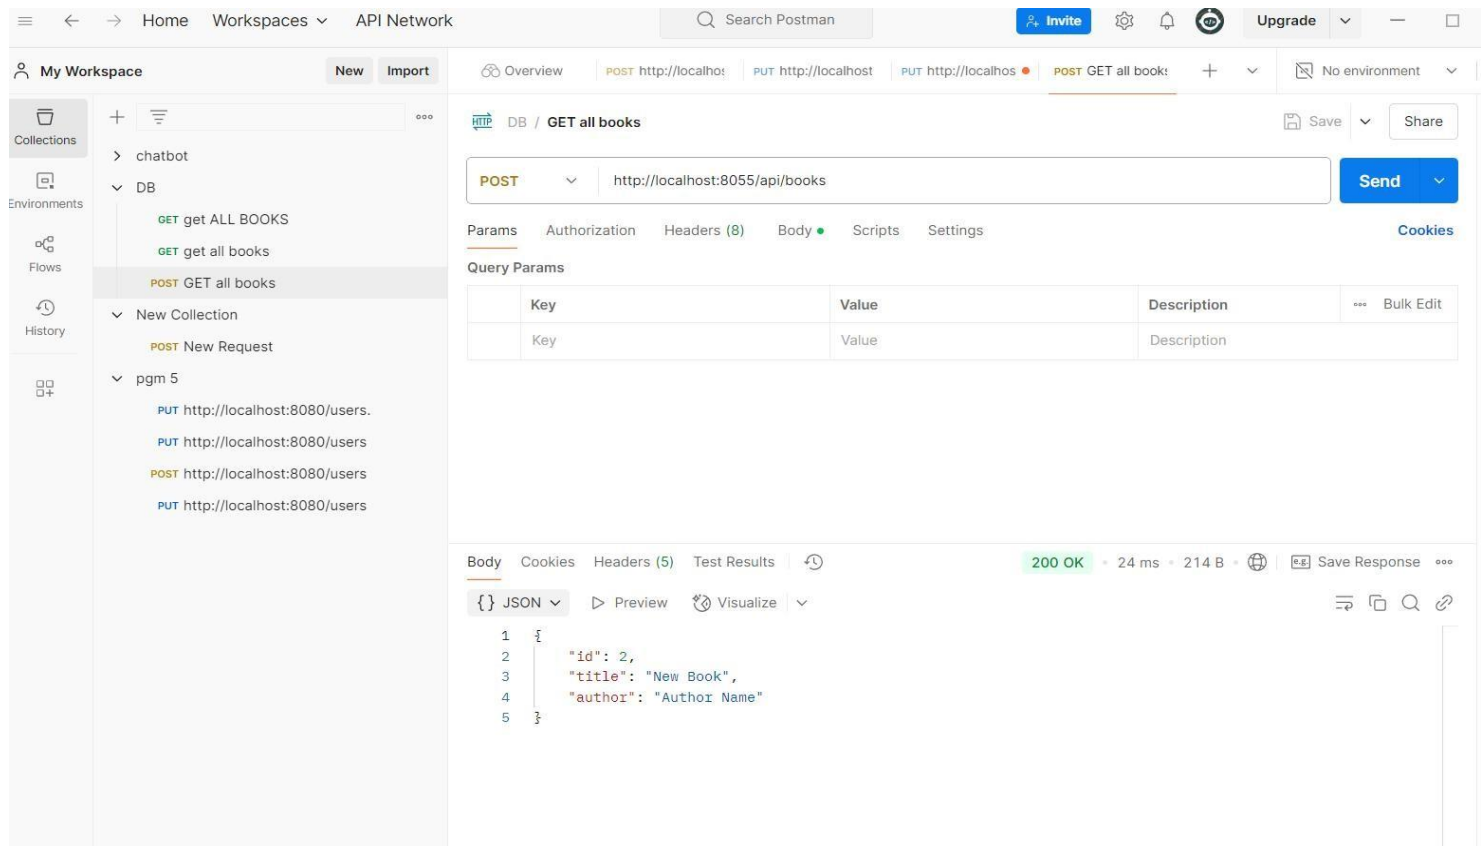 Home Workspaces API Network Search Postman Invite Upgrade
My Workspace New Import Overview POST http://localhos PUT http://localhost PUT http://localhos POST GET all books No environment
Collections
Environments
Flows
History
chatbot
DB
GET get ALL BOOKS
GET get all books
POST GET all books
New Collection
POST New Request
pgm 5
PUT http://localhost:8080/users.
PUT http://localhost:8080/users
POST http://localhost:8080/users
PUT http://localhost:8080/users
HTTP DB / GET all books Save Share
POST http://localhost:8055/api/books Send
Params Authorization Headers (8) Body Scripts Settings Cookies
Query Params
Key Value Description Bulk Edit
Key Value Description
Body Cookies Headers (5) Test Results 200 OK 24 ms 214 B e.g. Save Response
{} JSON Preview Visualize
1 {
2 "id": 2,
3 "title": "New Book",
4 "author": "Author Name"
5 }